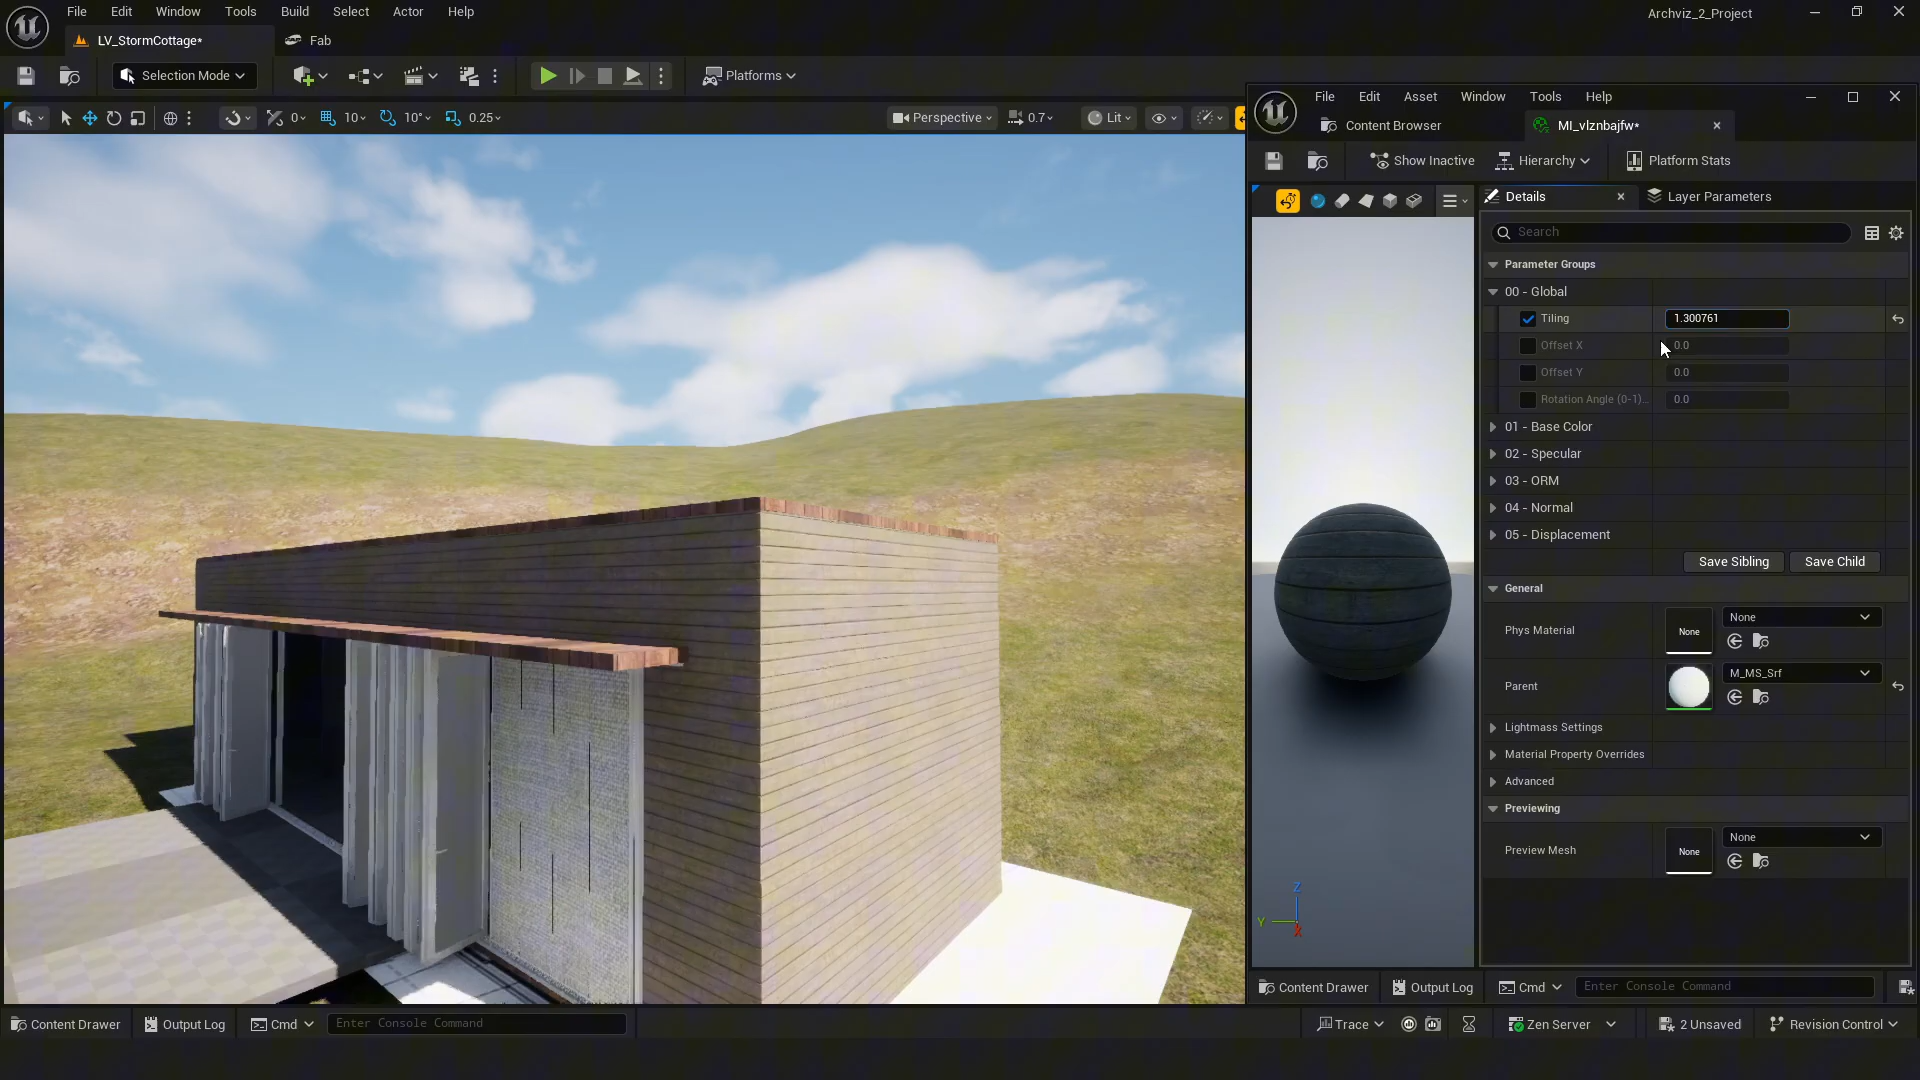 File Edit Window Tools Build Select Actor Help
Archviz_2_Project
LV_StormCottage*
Fab
Selection Mode
Platforms
0
10
10°
0.25
Perspective
0.7
Lit
File Edit Asset Window Tools Help
Content Browser
MI_vlznbajfw*
Show Inactive
Hierarchy
Platform Stats
Details
Layer Parameters
Search
Parameter Groups
00 - Global
Tiling
1.300761
Offset X
0.0
Offset Y
0.0
Rotation Angle (0-1)...
0.0
01 - Base Color
02 - Specular
03 - ORM
04 - Normal
05 - Displacement
Save Sibling
Save Child
General
Phys Material
None
None
Parent
M_MS_Srf
Lightmass Settings
Material Property Overrides
Advanced
Previewing
Preview Mesh
None
None
Z
Y
X
Content Drawer
Output Log
Cmd
Enter Console Command
Content Drawer
Output Log
Cmd
Enter Console Command
Trace
Zen Server
2 Unsaved
Revision Control